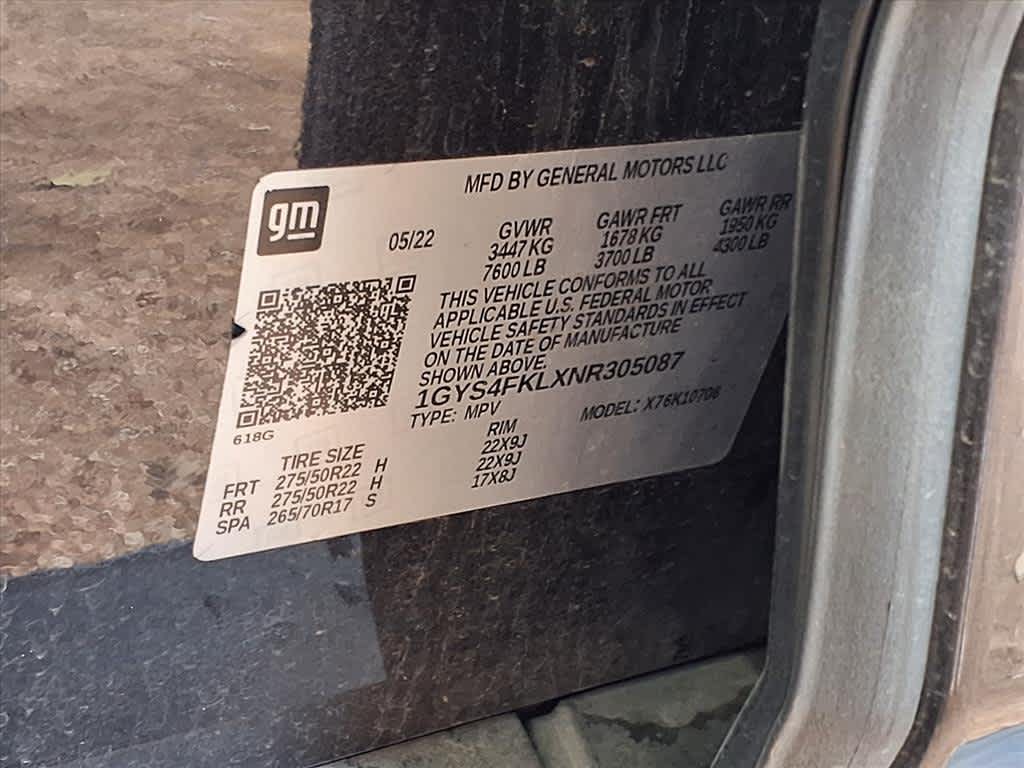 gm
MFD BY GENERAL MOTORS LLC
05/22
GVWR GAWR FRT GAWR RR
3447 KG 1678 KG 1950 KG
7600 LB 3700 LB 4300 LB
THIS VEHICLE CONFORMS TO ALL
APPLICABLE U.S. FEDERAL MOTOR
VEHICLE SAFETY STANDARDS IN EFFECT
ON THE DATE OF MANUFACTURE
SHOWN ABOVE.
1GYS4FKLXNR305087
TYPE: MPV MODEL: X76K10706
618G
TIRE SIZE RIM
FRT 275/50R22 H 22X9J
RR 275/50R22 H 22X9J
SPA 265/70R17 S 17X8J